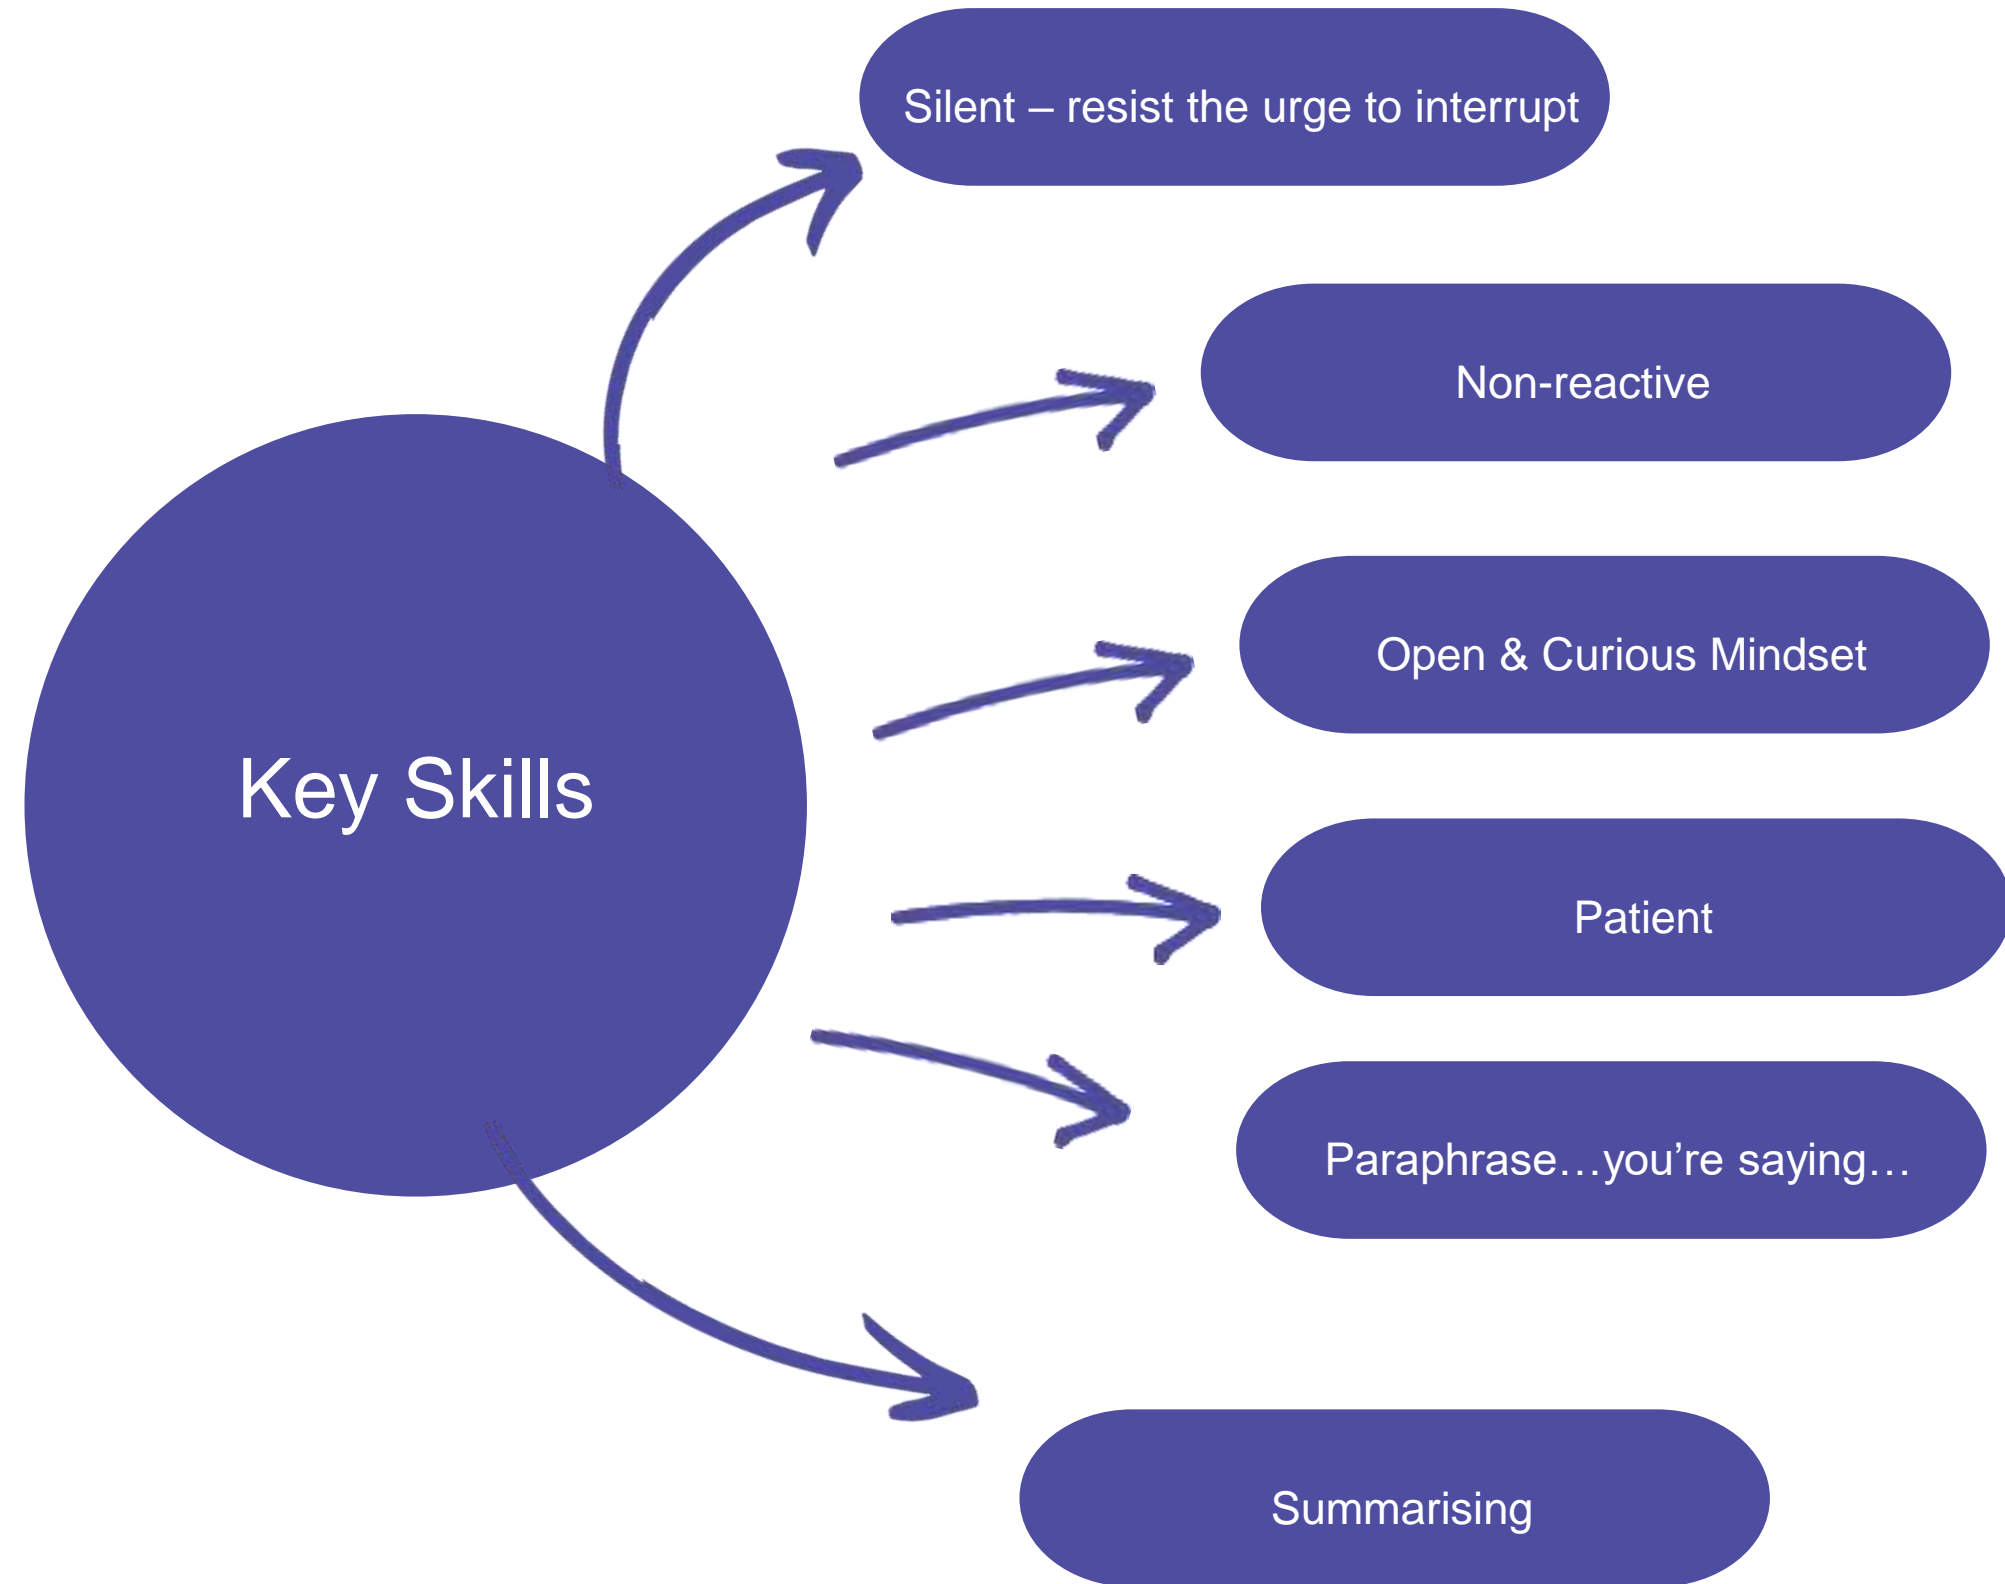 Silent – resist the urge to interrupt
Non-reactive
Open & Curious Mindset
Key Skills
Patient
Paraphrase…you’re saying…
Summarising